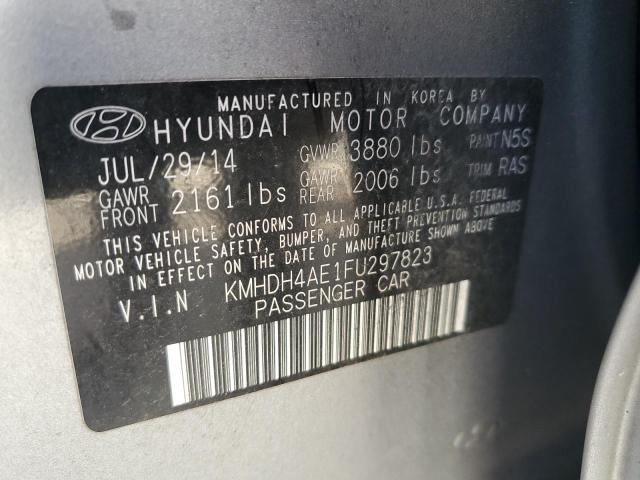 MANUFACTURED IN KOREA BY
HYUNDAI MOTOR COMPANY
JUL/29/14 GVWR 3880 lbs PAINT N5S
GAWR FRONT 2161 lbs GAWR REAR 2006 lbs TRIM RAS
THIS VEHICLE CONFORMS TO ALL APPLICABLE U.S.A. FEDERAL
MOTOR VEHICLE SAFETY, BUMPER, AND THEFT PREVENTION STANDARDS
IN EFFECT ON THE DATE OF MANUFACTURE SHOWN ABOVE.
V.I.N KMHDH4AE1FU297823
PASSENGER CAR